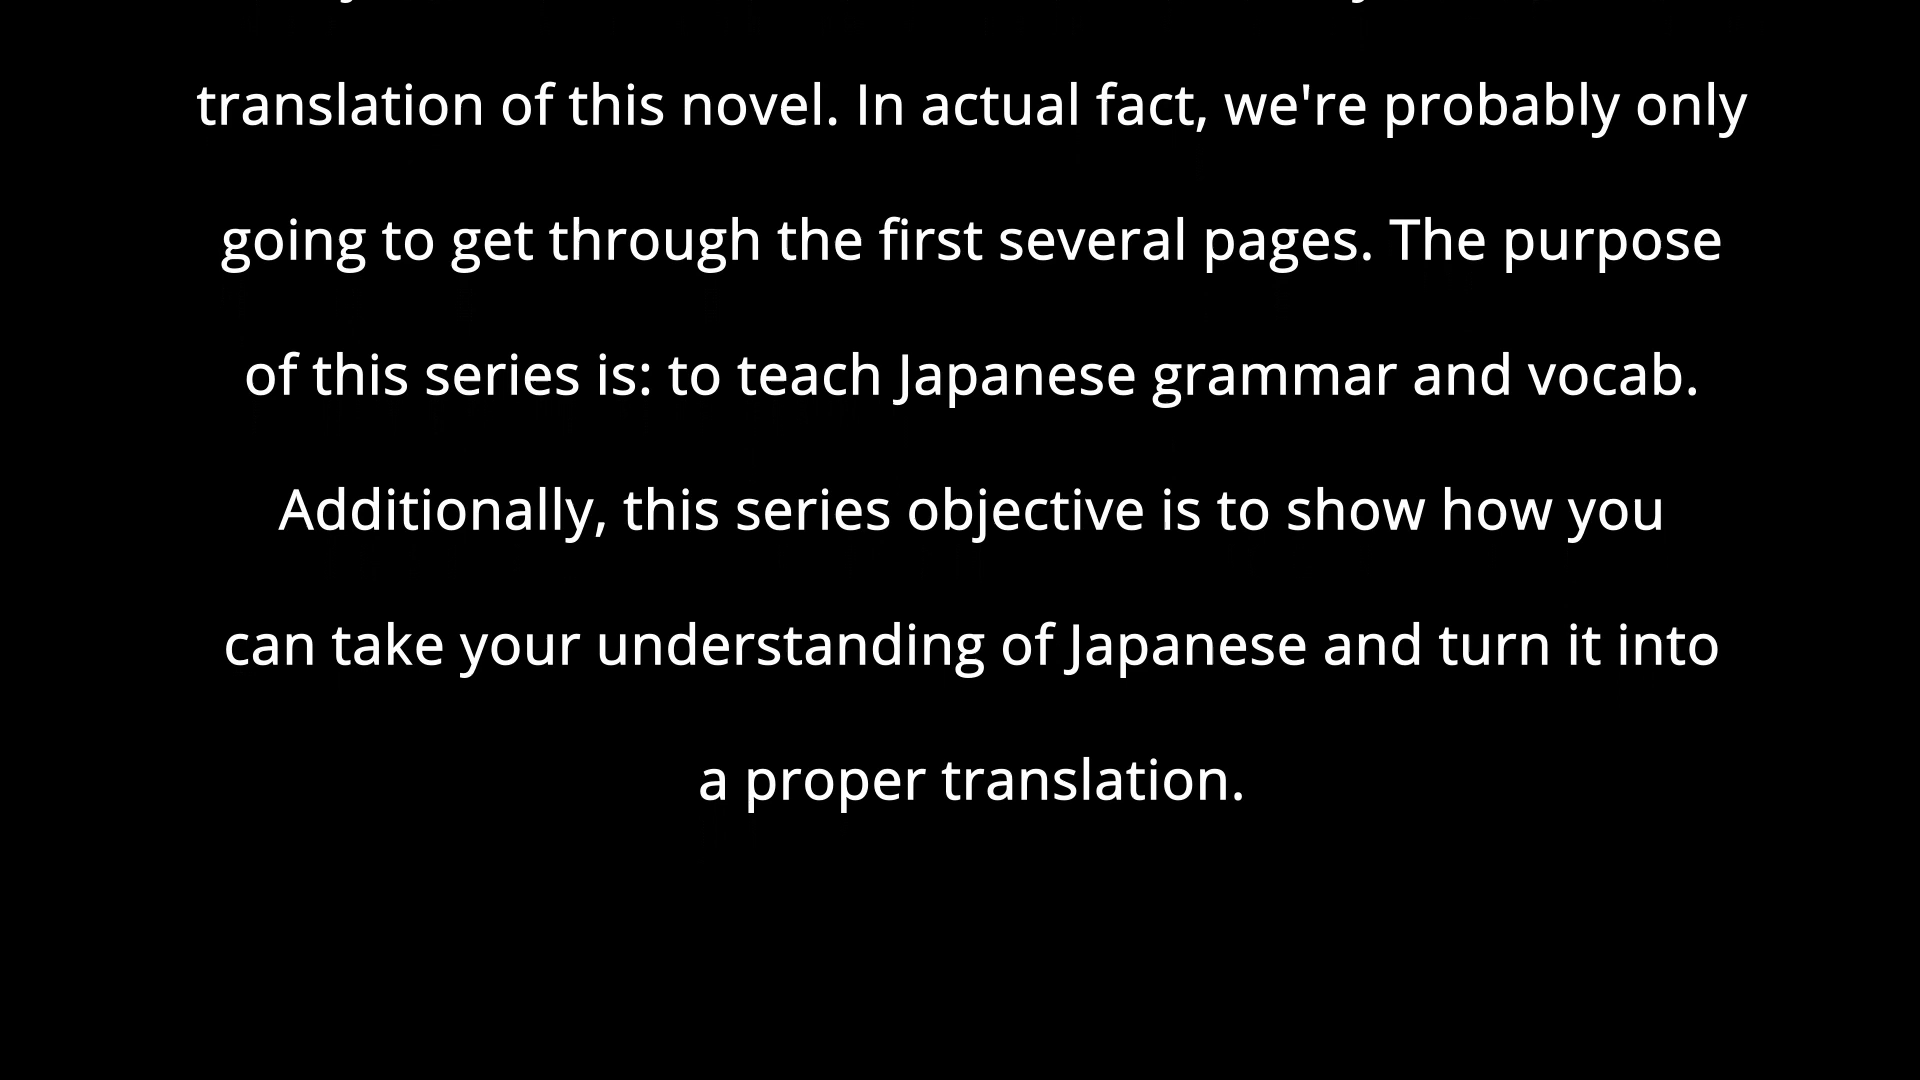 translation of this novel. In actual fact, we're probably only
going to get through the first several pages. The purpose
of this series is: to teach Japanese grammar and vocab.
Additionally, this series objective is to show how you
can take your understanding of Japanese and turn it into
a proper translation.